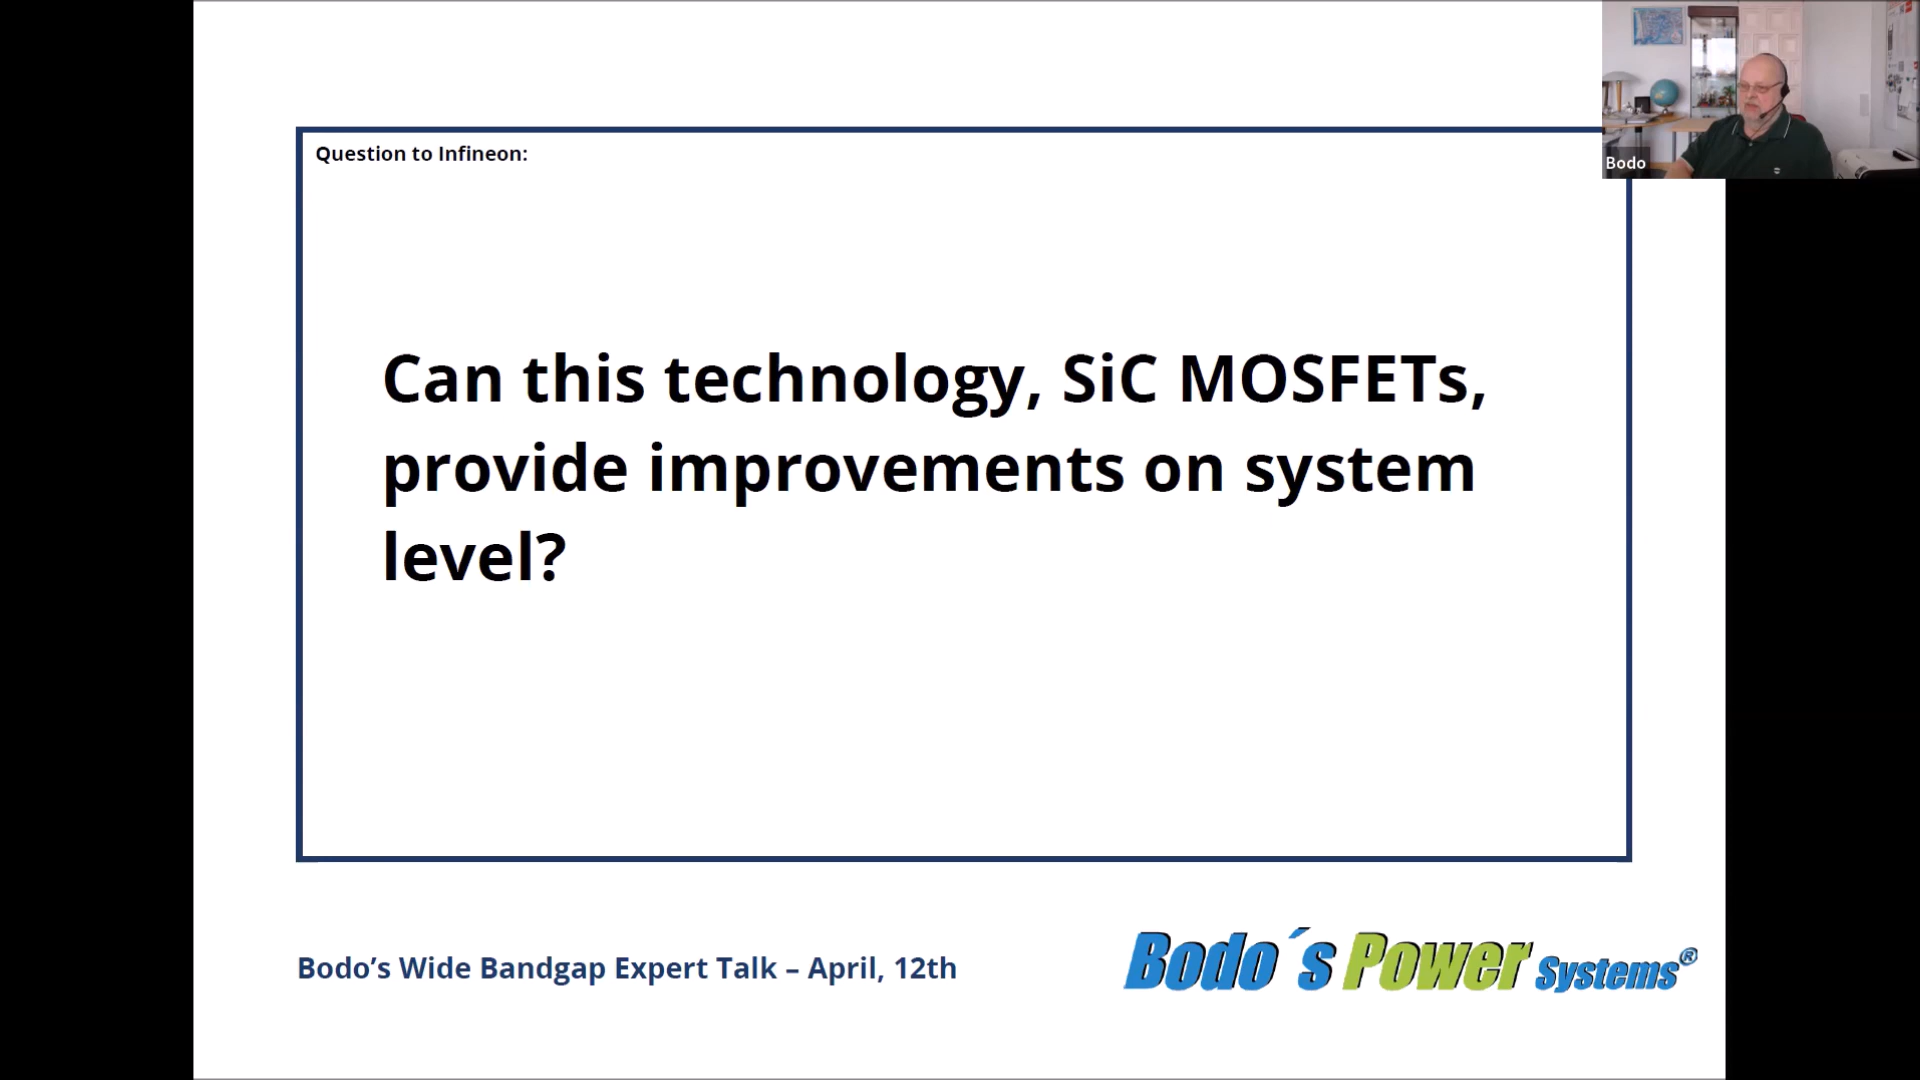 Question to Infineon:
Can this technology, SiC MOSFETs,
provide improvements on system
level?
Bodo
Bodo’s Wide Bandgap Expert Talk – April, 12th
Bodo´s Power Systems®